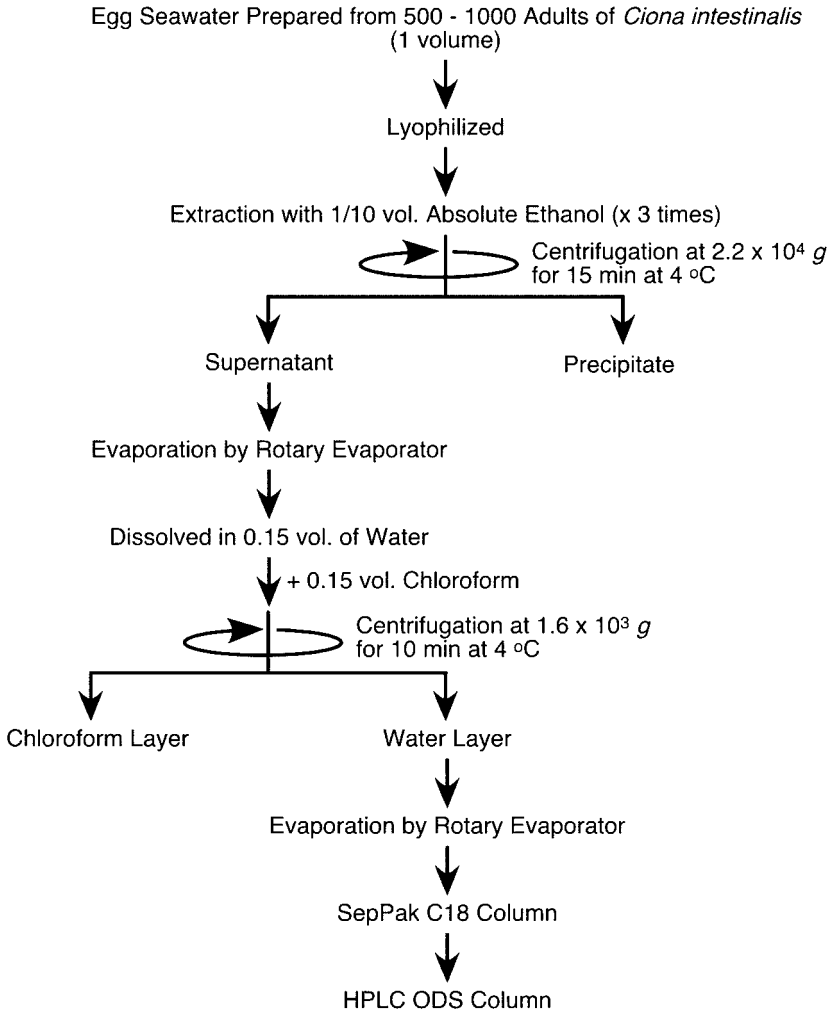 Egg Seawater Prepared from 500 - 1000 Adults of Ciona intestinalis
(1 volume)
Lyophilized
Extraction with 1/10 vol. Absolute Ethanol (x 3 times)
Centrifugation at 2.2 x 10⁴ g
for 15 min at 4 ºC
Supernatant
Precipitate
Evaporation by Rotary Evaporator
Dissolved in 0.15 vol. of Water
+ 0.15 vol. Chloroform
Centrifugation at 1.6 x 10³ g
for 10 min at 4 ºC
Chloroform Layer
Water Layer
Evaporation by Rotary Evaporator
SepPak C18 Column
HPLC ODS Column